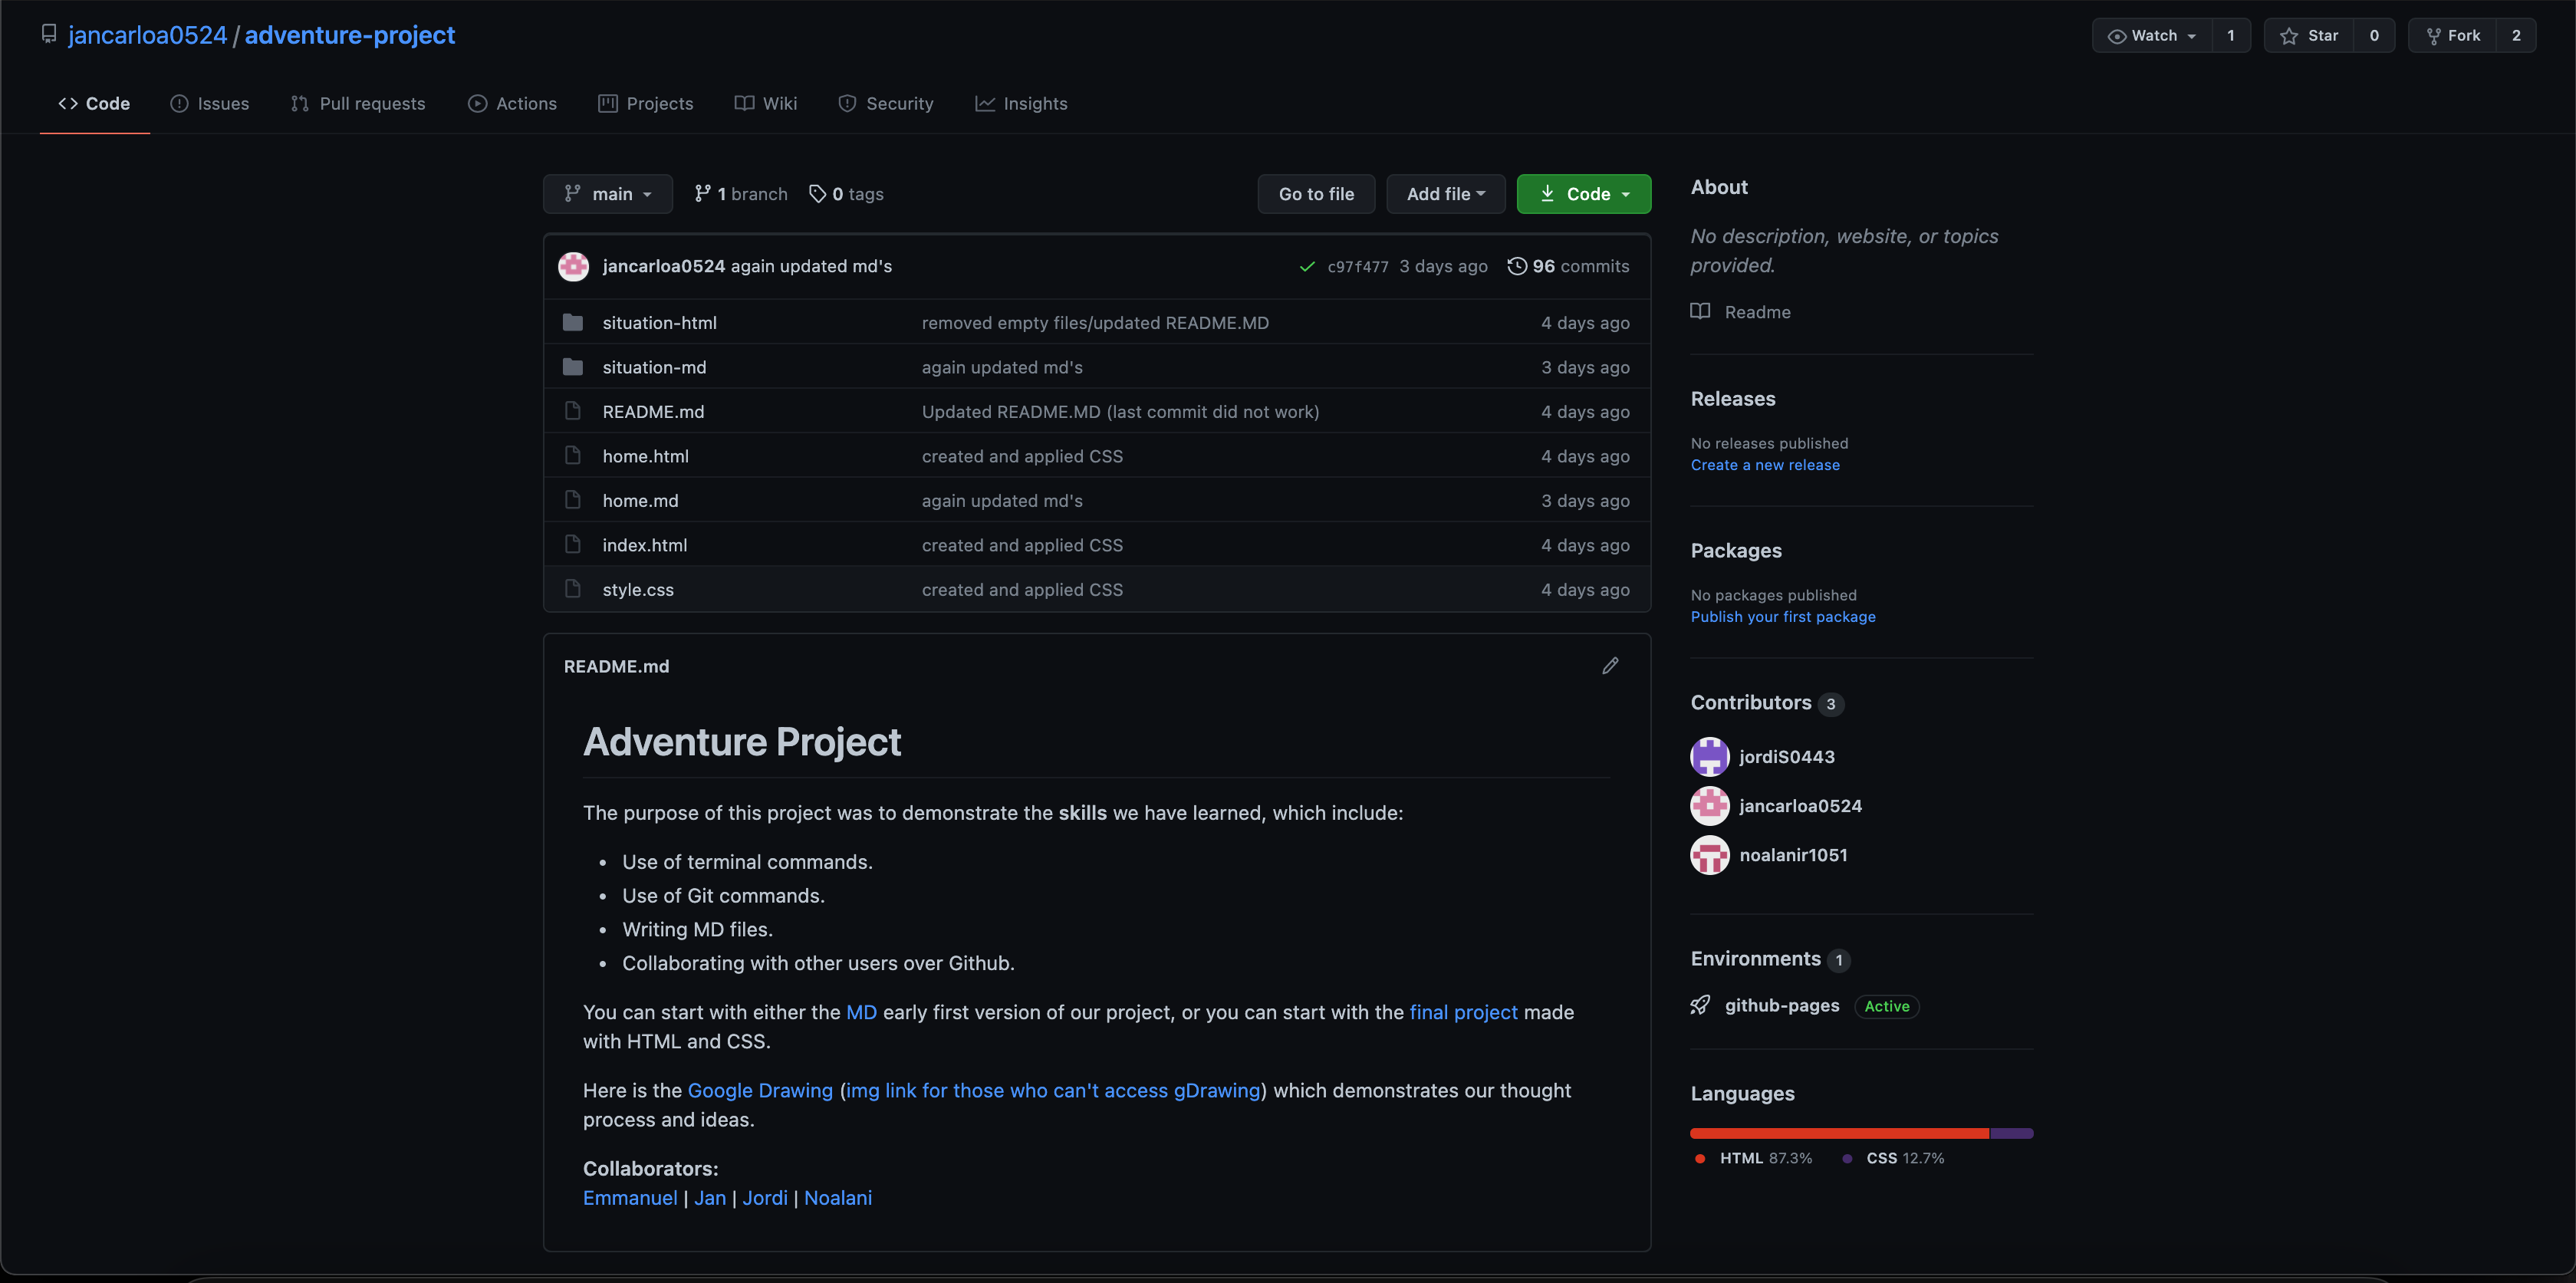 jancarloa0524 / adventure-project
Watch 1 Star 0 Fork 2
Code Issues Pull requests Actions Projects Wiki Security Insights
main 1 branch 0 tags Go to file Add file Code
jancarloa0524 again updated md's c97f477 3 days ago 96 commits
situation-html removed empty files/updated README.MD 4 days ago
situation-md again updated md's 3 days ago
README.md Updated README.MD (last commit did not work) 4 days ago
home.html created and applied CSS 4 days ago
home.md again updated md's 3 days ago
index.html created and applied CSS 4 days ago
style.css created and applied CSS 4 days ago
README.md
Adventure Project
The purpose of this project was to demonstrate the skills we have learned, which include:
• Use of terminal commands.
• Use of Git commands.
• Writing MD files.
• Collaborating with other users over Github.
You can start with either the MD early first version of our project, or you can start with the final project made
with HTML and CSS.
Here is the Google Drawing (img link for those who can't access gDrawing) which demonstrates our thought
process and ideas.
Collaborators:
Emmanuel | Jan | Jordi | Noalani
About
No description, website, or topics
provided.
Readme
Releases
No releases published
Create a new release
Packages
No packages published
Publish your first package
Contributors 3
jordiS0443
jancarloa0524
noalanir1051
Environments 1
github-pages Active
Languages
HTML 87.3% CSS 12.7%